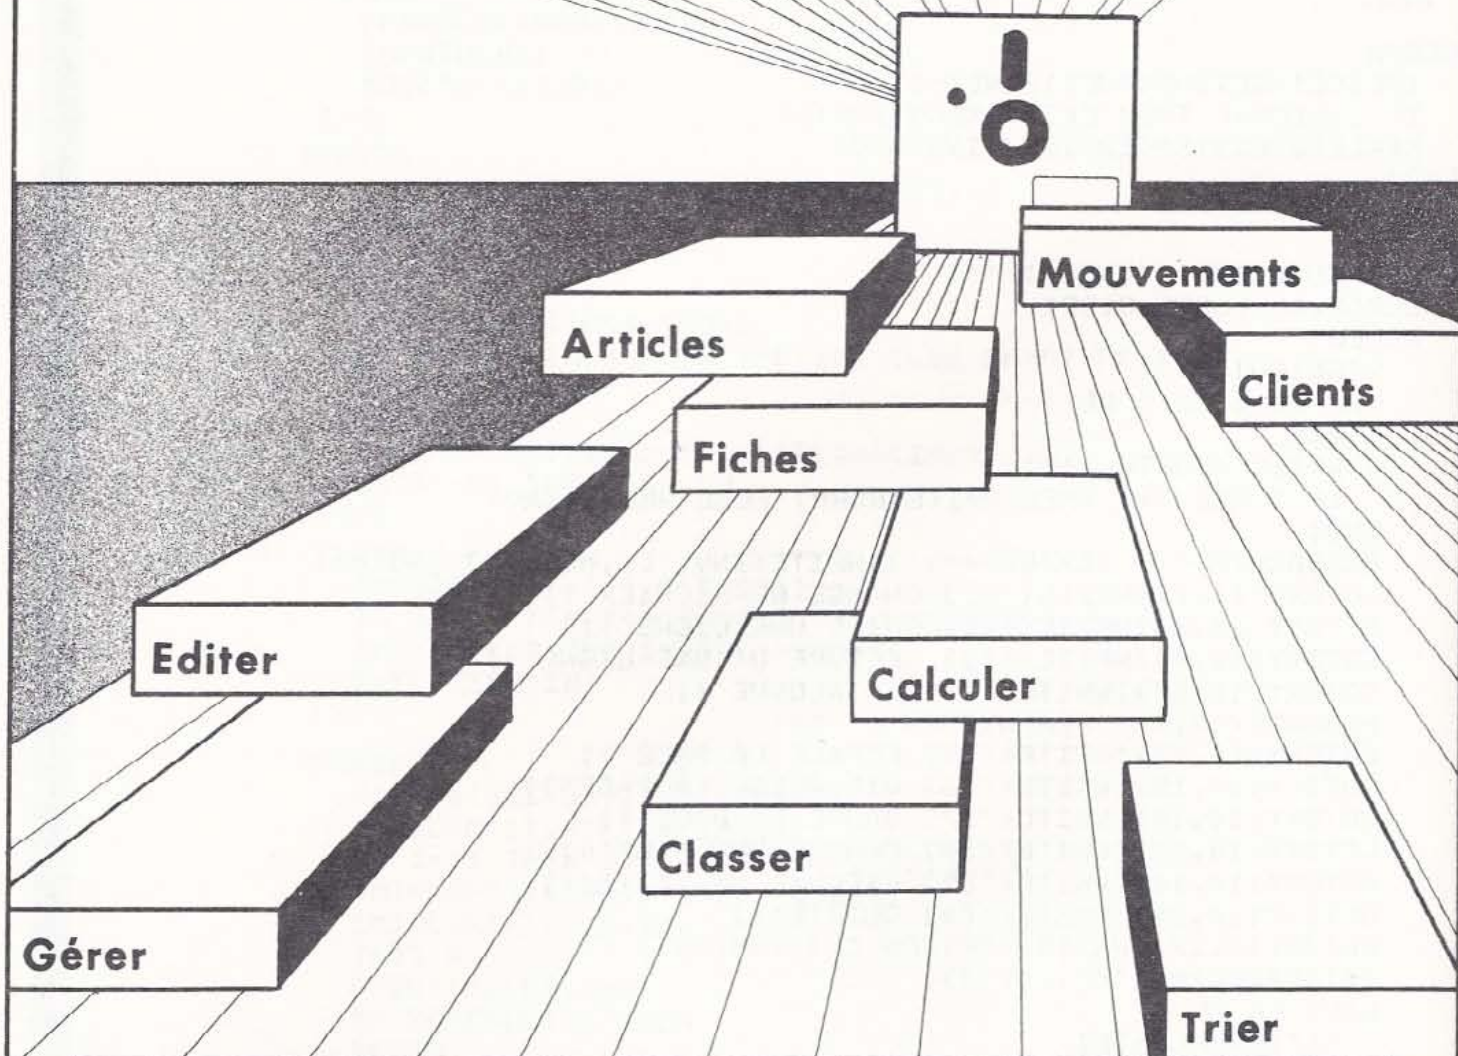 Mouvements
Articles
Clients
Fiches
Editer
Calculer
Classer
Gérer
Trier